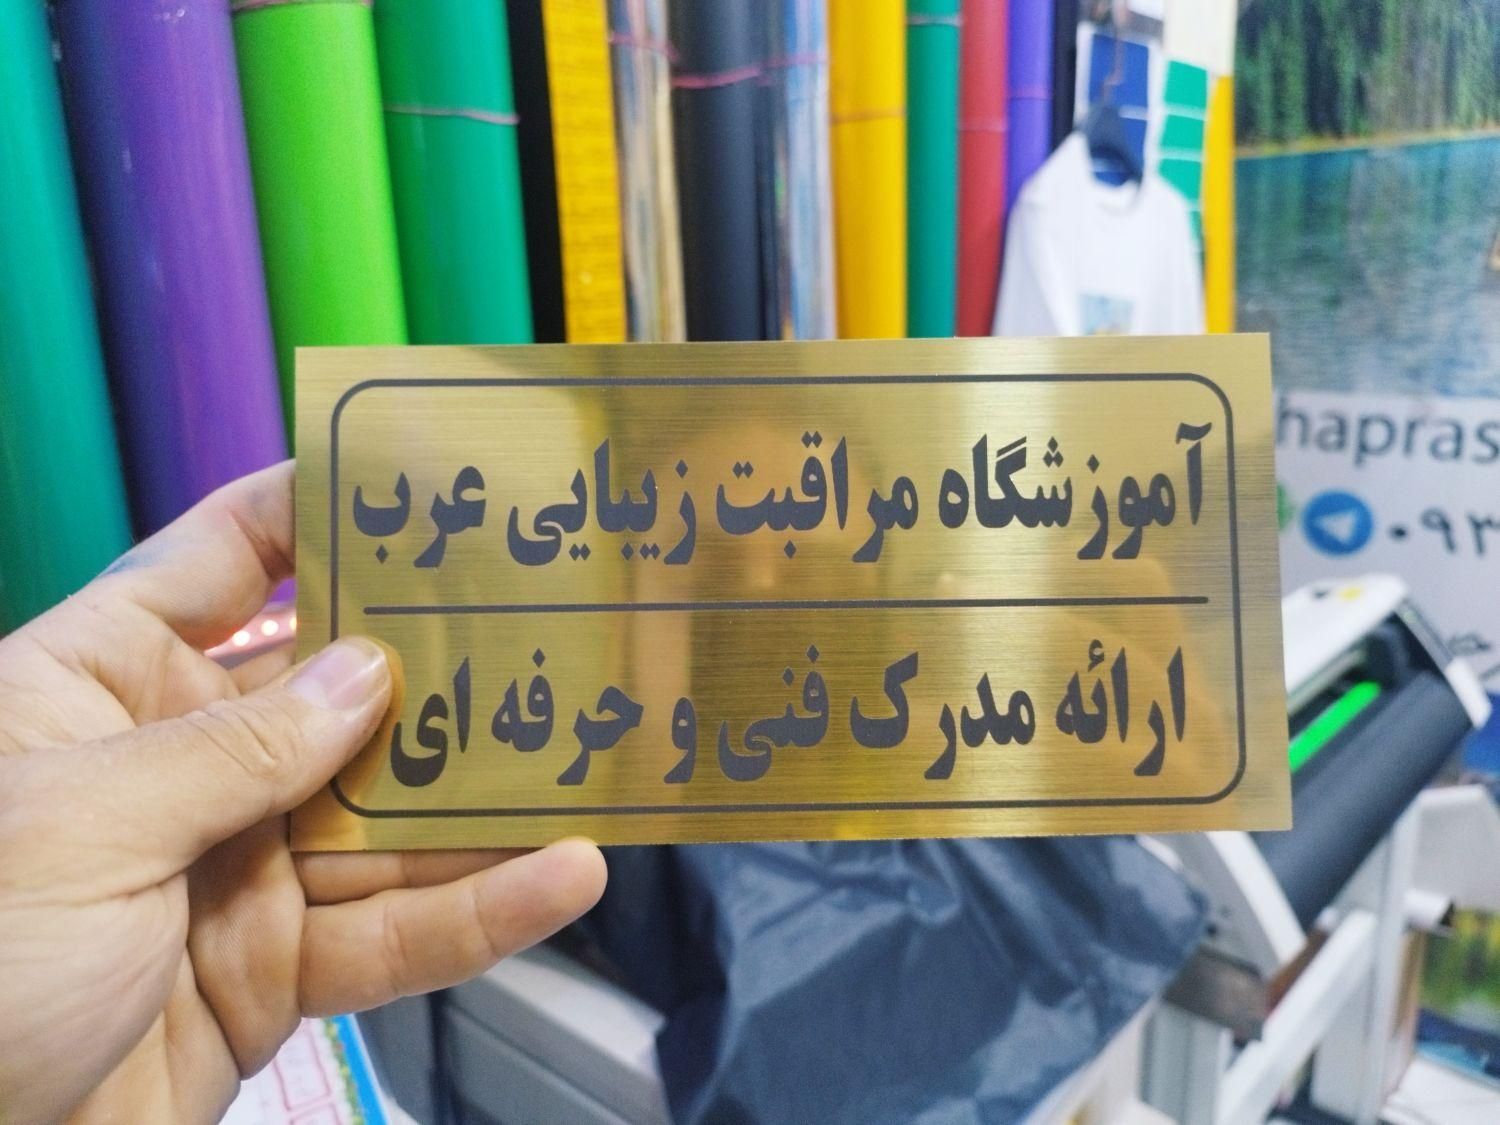 آموزشگاه مراقبت زیبایی عرب
ارائه مدرک فنی و حرفه ای
hapras
۰۹۳